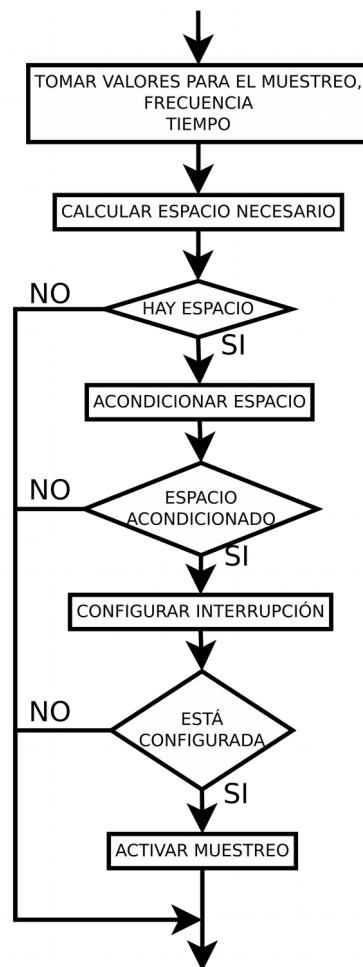 TOMAR VALORES PARA EL MUESTREO,
FRECUENCIA
TIEMPO
CALCULAR ESPACIO NECESARIO
NO
HAY ESPACIO
SI
ACONDICIONAR ESPACIO
NO
ESPACIO
ACONDICIONADO
SI
CONFIGURAR INTERRUPCIÓN
NO
ESTÁ
CONFIGURADA
SI
ACTIVAR MUESTREO